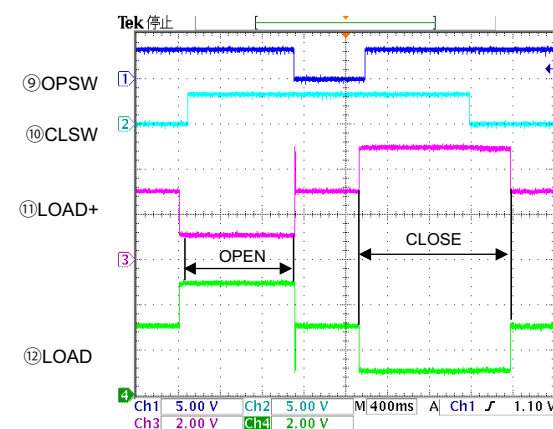 Tek 停止
1
⑨OPSW
2
⑩CLSW
⑪LOAD+
CLOSE
3
OPEN
⑫LOAD
4
Ch1 5.00 V Ch2 5.00 V M 400ms A Ch1 1.10 V
Ch3 2.00 V Ch4 2.00 V